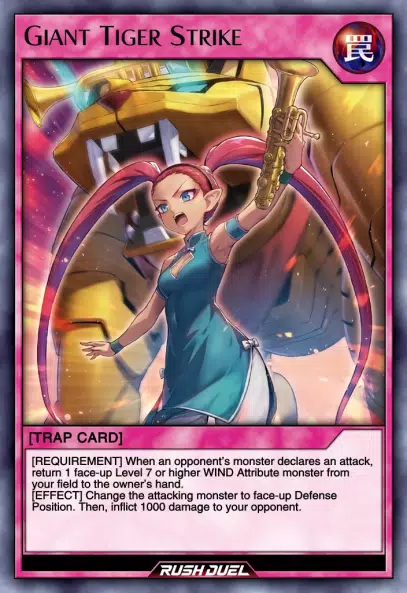 Giant Tiger Strike
罠
[TRAP CARD]
[REQUIREMENT] When an opponent's monster declares an attack,
return 1 face-up Level 7 or higher WIND Attribute monster from
your field to the owner's hand.
[EFFECT] Change the attacking monster to face-up Defense
Position. Then, inflict 1000 damage to your opponent.
RUSH DUEL